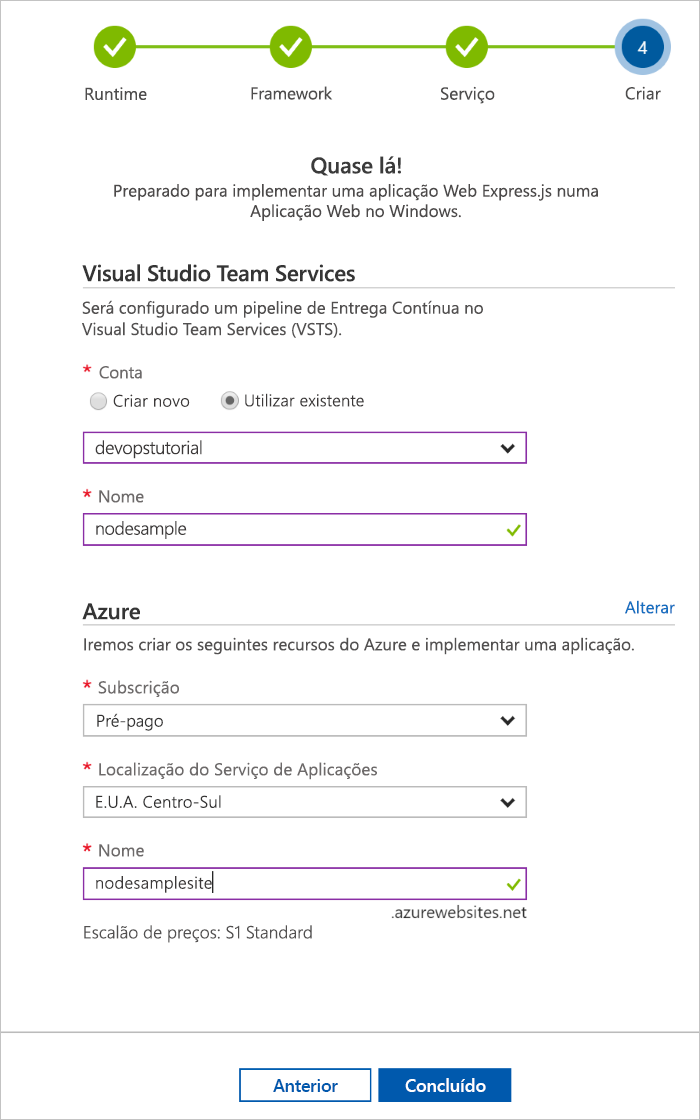 4
Runtime Framework Serviço Criar
Quase lá!
Preparado para implementar uma aplicação Web Express.js numa
Aplicação Web no Windows.
Visual Studio Team Services
Será configurado um pipeline de Entrega Contínua no
Visual Studio Team Services (VSTS).
* Conta
Criar novo Utilizar existente
devopstutorial
* Nome
nodesample
Azure Alterar
Iremos criar os seguintes recursos do Azure e implementar uma aplicação.
* Subscrição
Pré-pago
* Localização do Serviço de Aplicações
E.U.A. Centro-Sul
* Nome
nodesamplesite
.azurewebsites.net
Escalão de preços: S1 Standard
Anterior Concluído